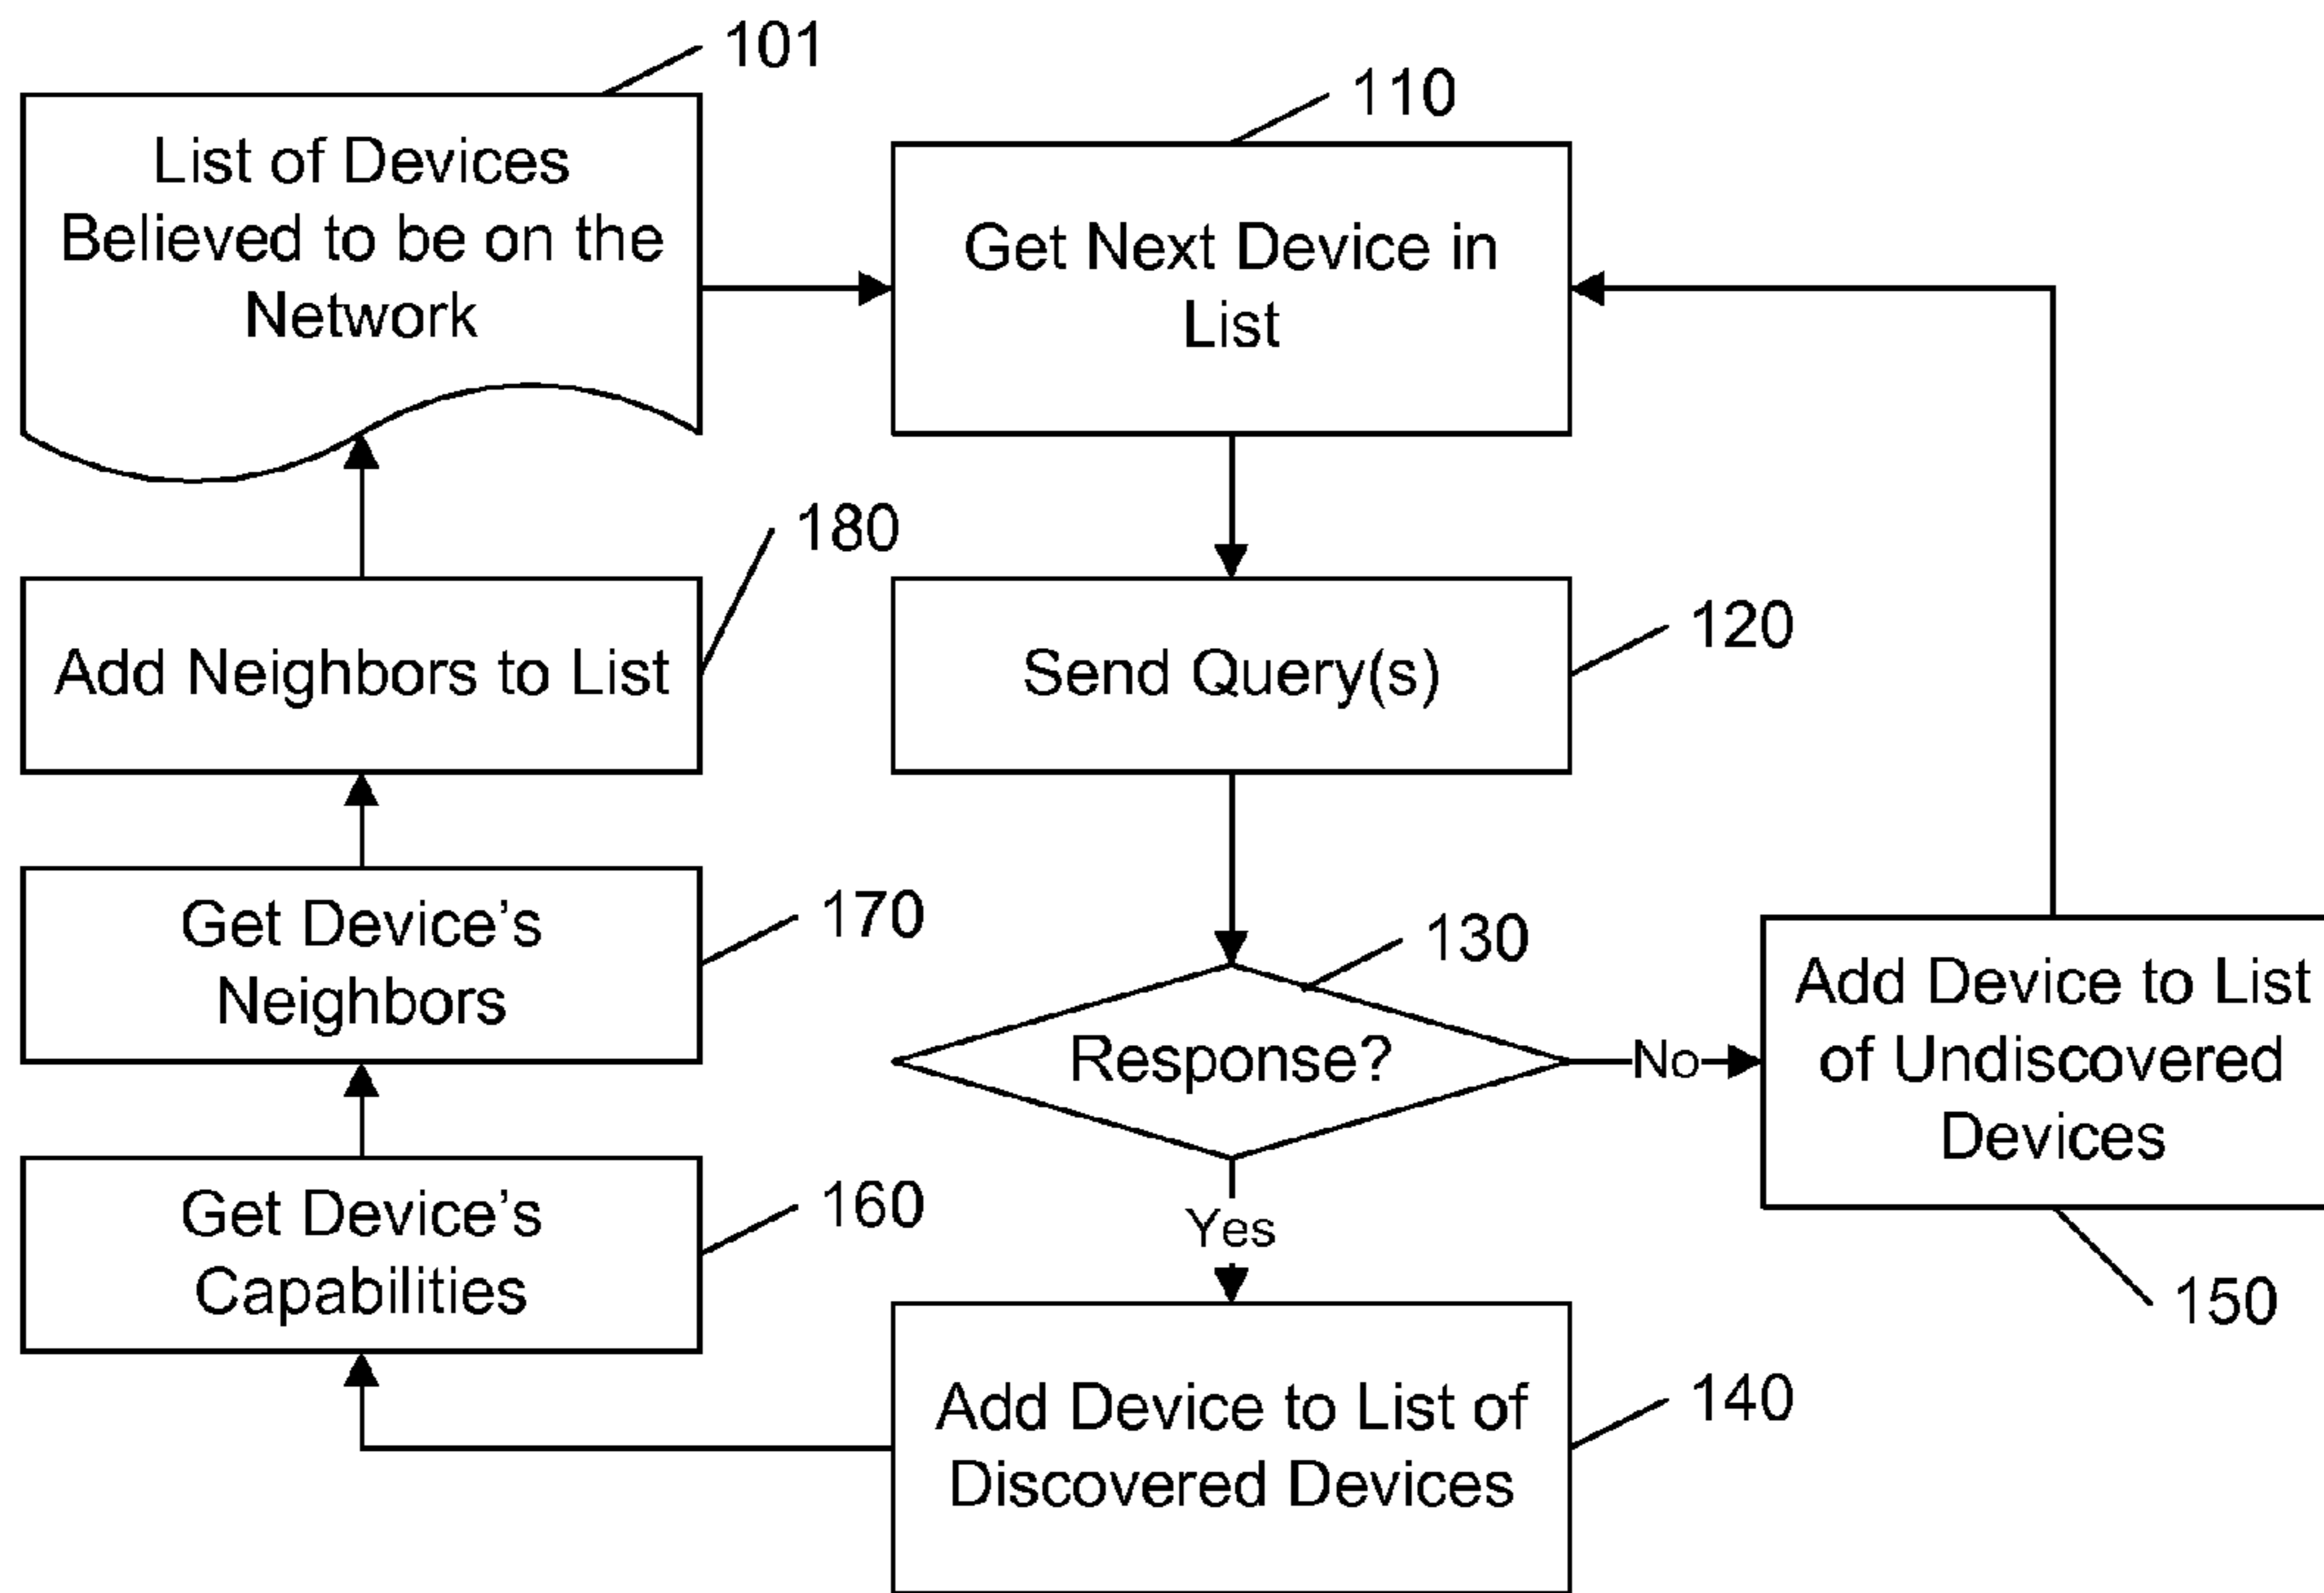 101
List of Devices
Believed to be on the
Network
110
Get Next Device in
List
180
Add Neighbors to List
120
Send Query(s)
170
Get Device’s
Neighbors
130
Response?
No
Add Device to List
of Undiscovered
Devices
150
160
Get Device’s
Capabilities
Yes
140
Add Device to List of
Discovered Devices